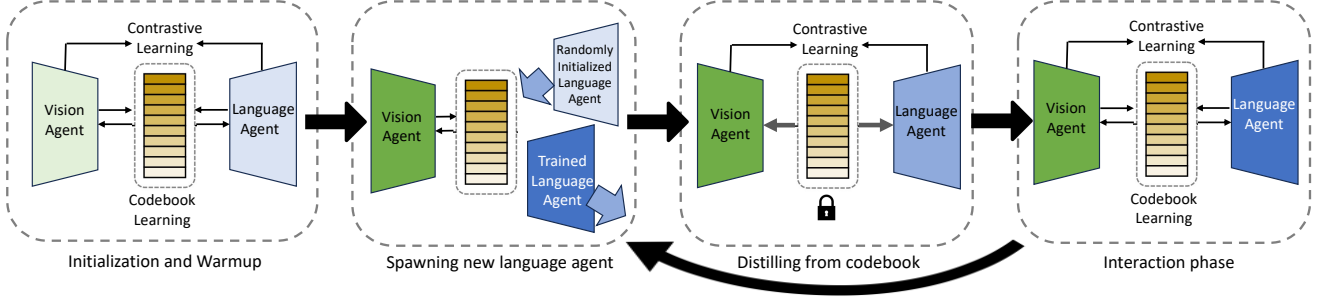 Contrastive
Learning
Vision
Agent
Language
Agent
Codebook
Learning
Initialization and Warmup
Vision
Agent
Randomly
Initialized
Language
Agent
Trained
Language
Agent
Spawning new language agent
Contrastive
Learning
Vision
Agent
Language
Agent
Distilling from codebook
Contrastive
Learning
Vision
Agent
Language
Agent
Codebook
Learning
Interaction phase